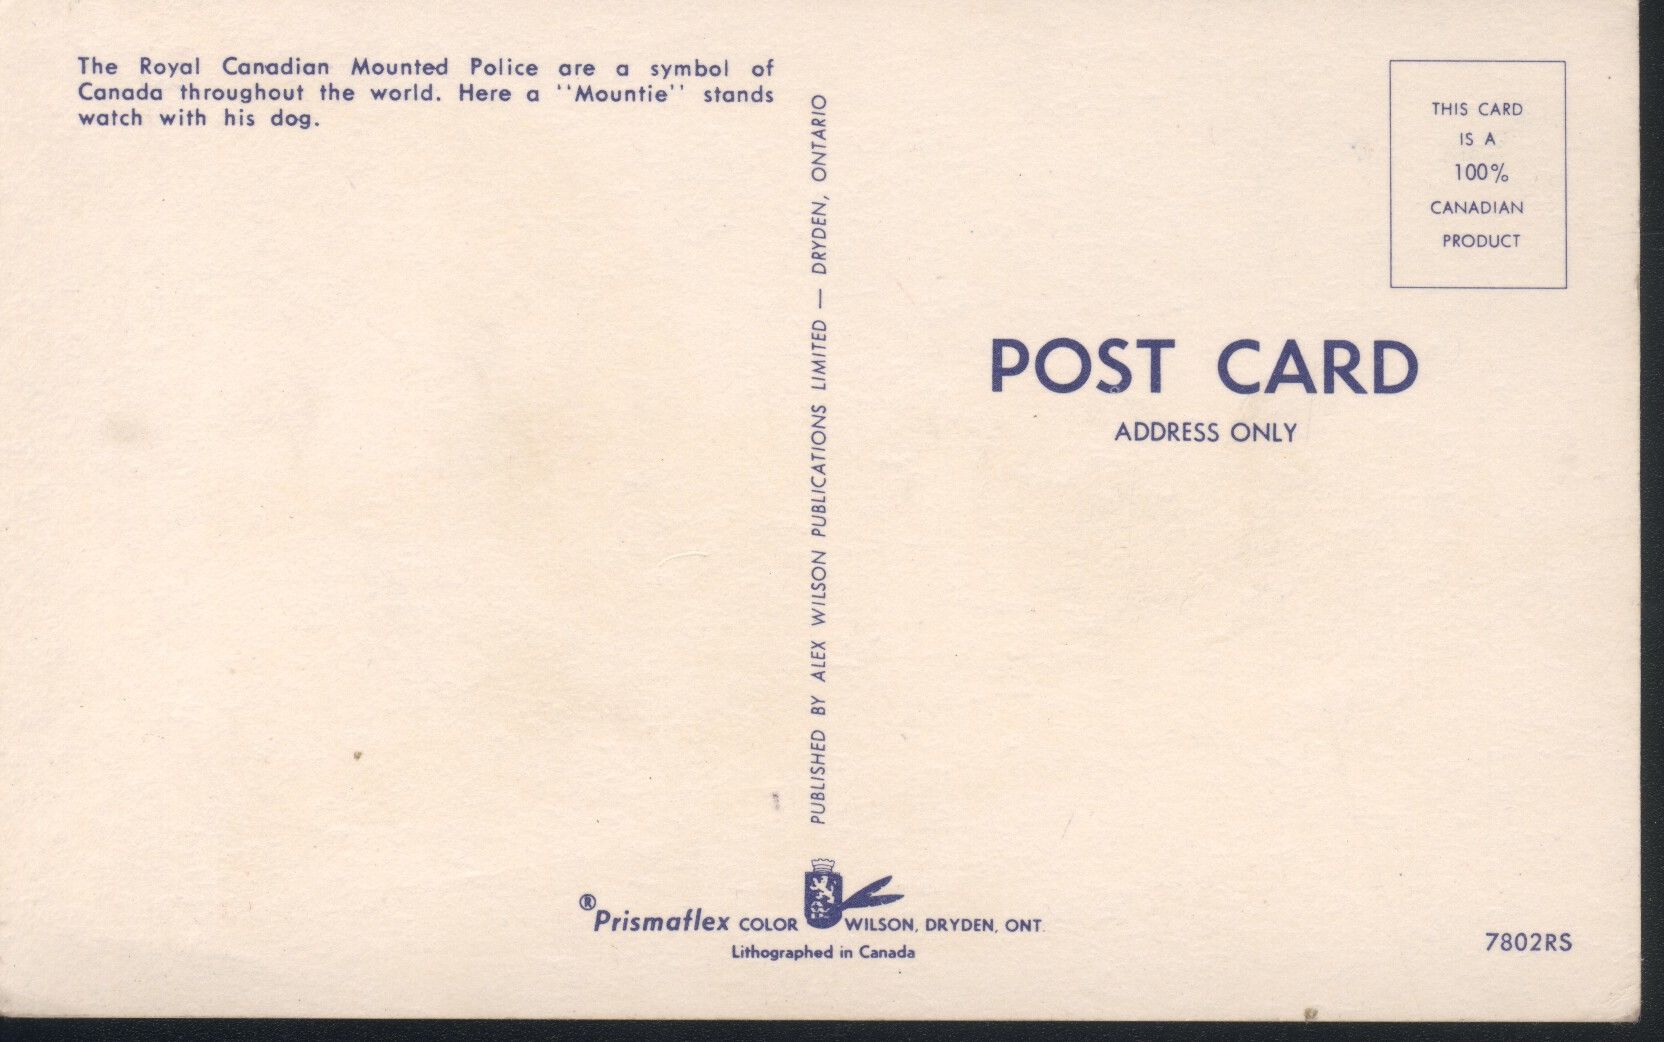 The Royal Canadian Mounted Police are a symbol of
Canada throughout the world. Here a ''Mountie'' stands
watch with his dog.
PUBLISHED BY ALEX WILSON PUBLICATIONS LIMITED — DRYDEN, ONTARIO
THIS CARD
IS A
100%
CANADIAN
PRODUCT
POST CARD
ADDRESS ONLY
®Prismaflex COLOR WILSON, DRYDEN, ONT.
Lithographed in Canada
7802RS